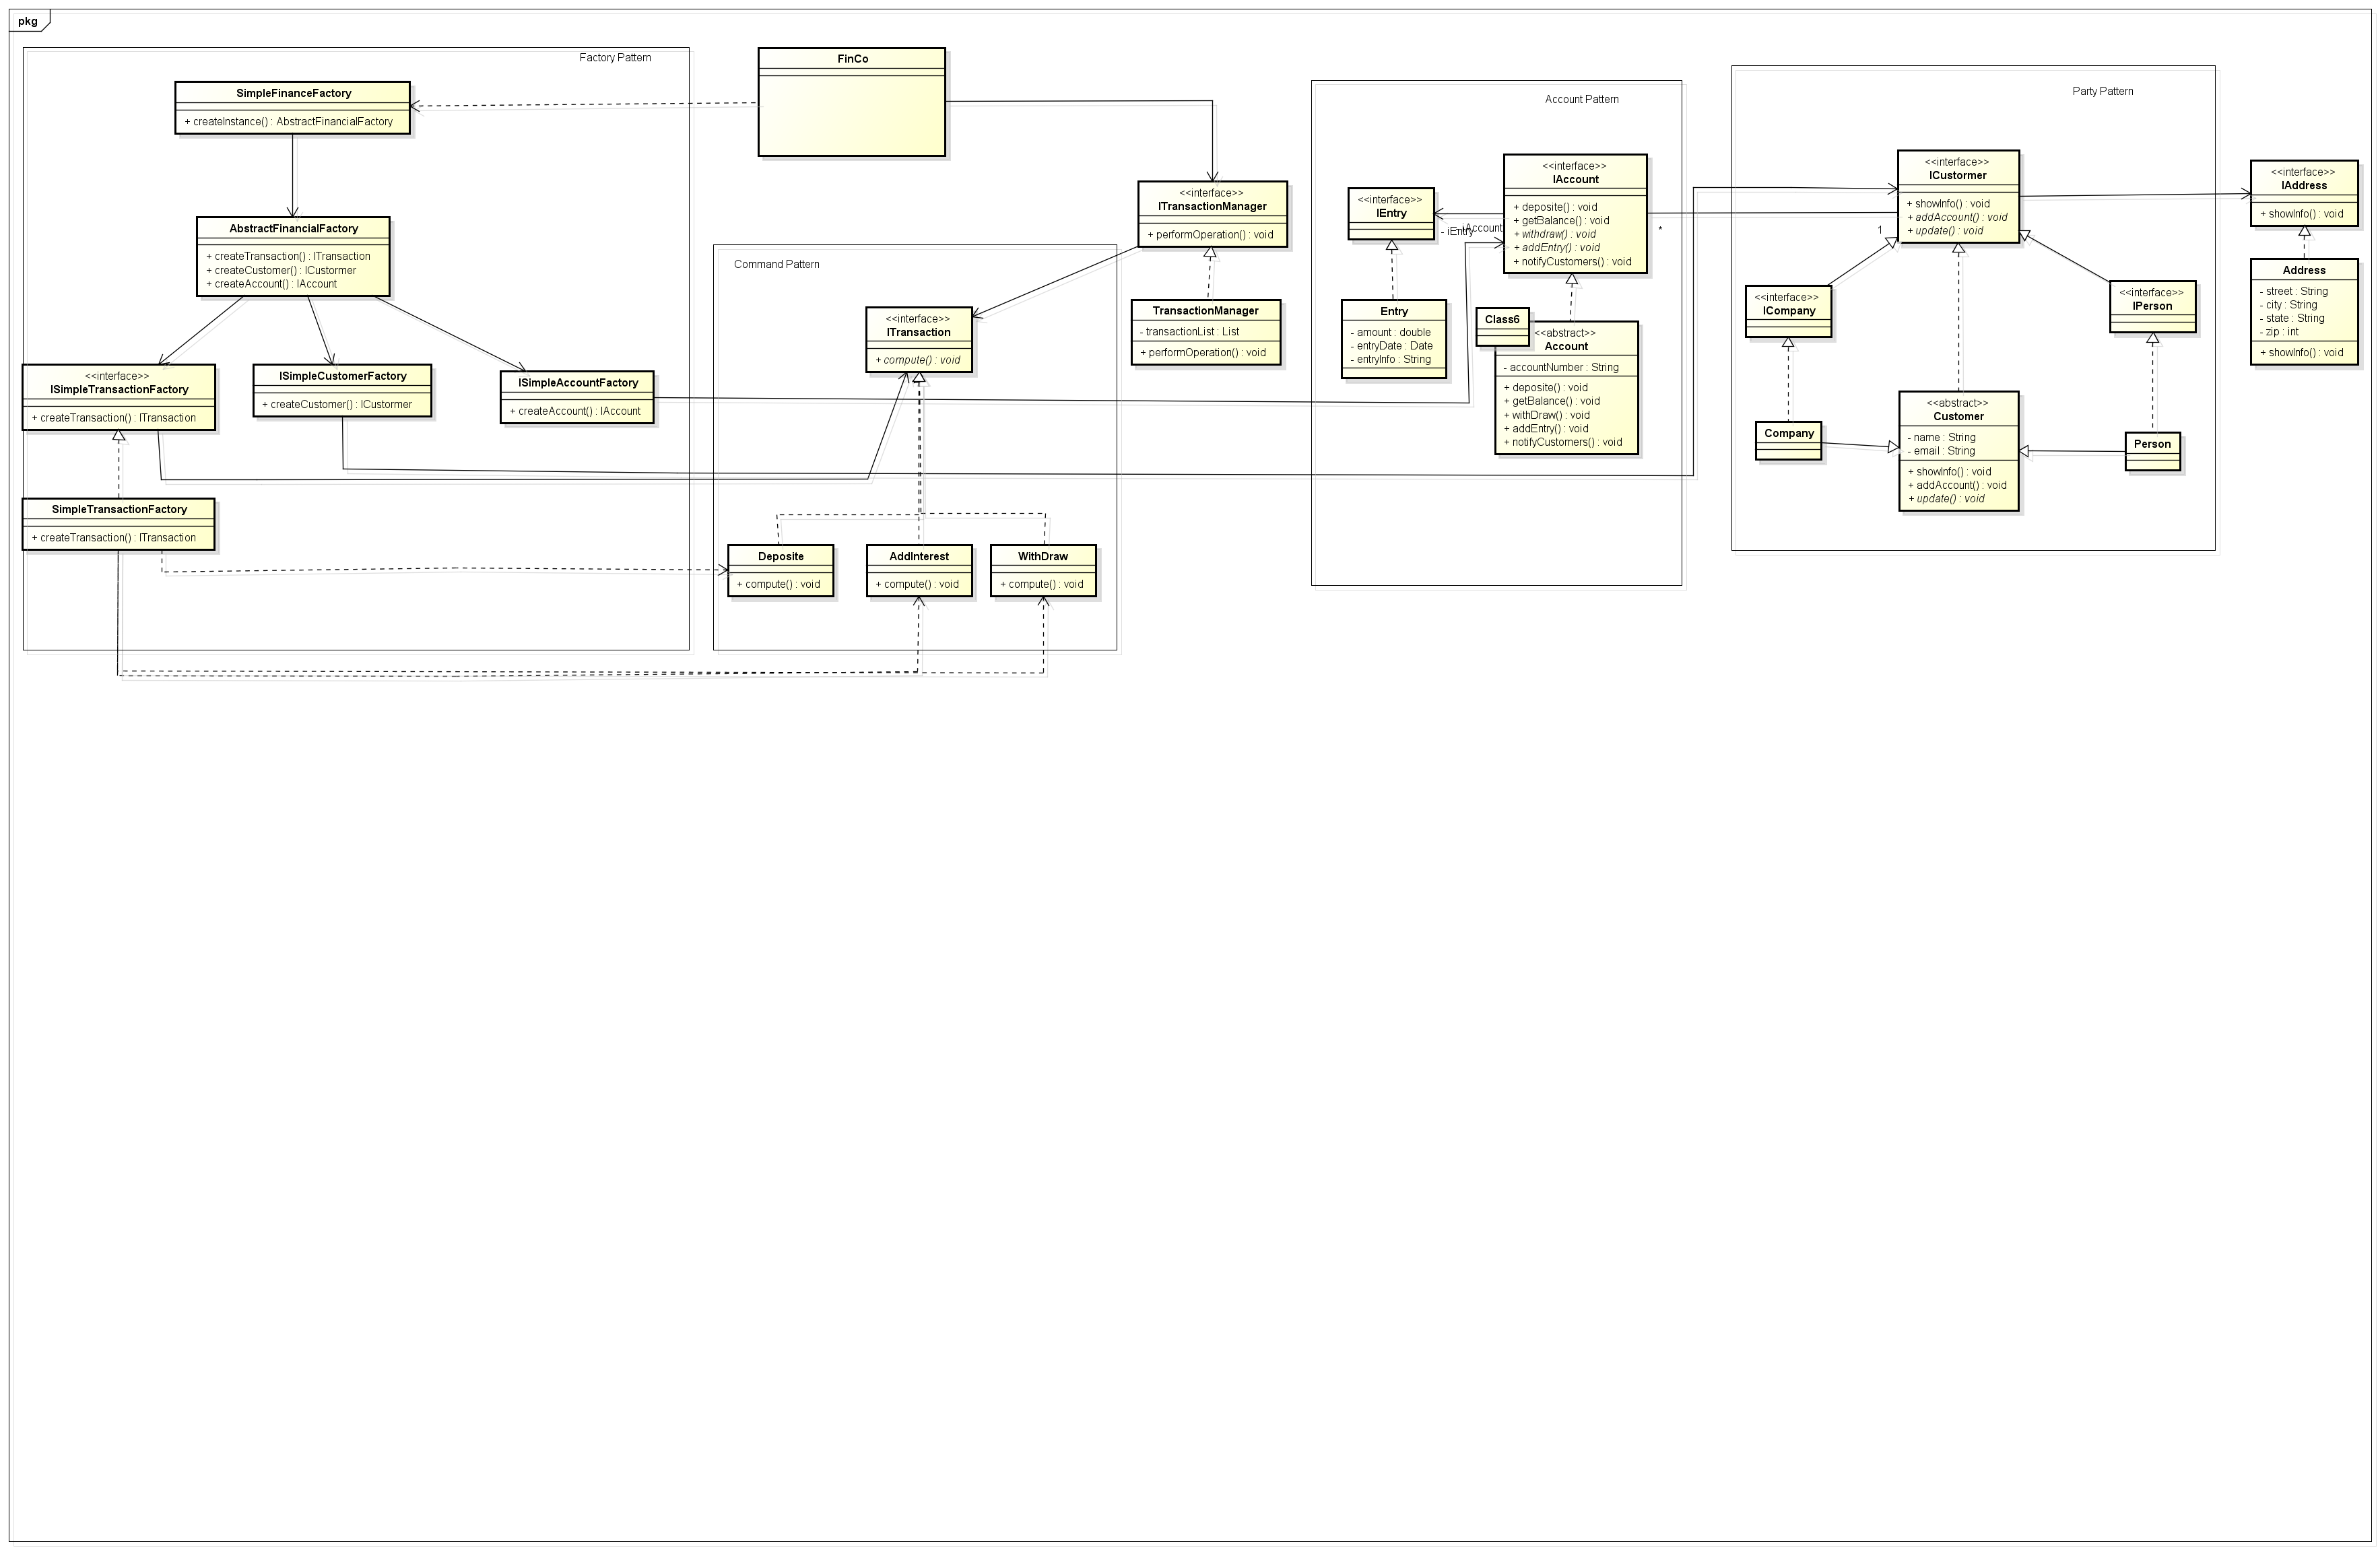 pkg
Factory Pattern
SimpleFinanceFactory
+ createInstance() : AbstractFinancialFactory
AbstractFinancialFactory
+ createTransaction() : ITransaction
+ createCustomer() : ICustormer
+ createAccount() : IAccount
<<interface>>
ISimpleTransactionFactory
+ createTransaction() : ITransaction
ISimpleCustomerFactory
+ createCustomer() : ICustormer
ISimpleAccountFactory
+ createAccount() : IAccount
SimpleTransactionFactory
+ createTransaction() : ITransaction
FinCo
Command Pattern
<<interface>>
ITransaction
+ compute() : void
Deposite
+ compute() : void
AddInterest
+ compute() : void
WithDraw
+ compute() : void
<<interface>>
ITransactionManager
+ performOperation() : void
TransactionManager
- transactionList : List
+ performOperation() : void
Account Pattern
<<interface>>
IEntry
- iEntry
- iAccount
Entry
- amount : double
- entryDate : Date
- entryInfo : String
<<interface>>
IAccount
+ deposite() : void
+ getBalance() : void
+ withdraw() : void
+ addEntry() : void
+ notifyCustomers() : void
*
Class6
<<abstract>>
Account
- accountNumber : String
+ deposite() : void
+ getBalance() : void
+ withDraw() : void
+ addEntry() : void
+ notifyCustomers() : void
Party Pattern
<<interface>>
ICustormer
+ showInfo() : void
+ addAccount() : void
+ update() : void
1
<<interface>>
ICompany
<<interface>>
IPerson
Company
<<abstract>>
Customer
- name : String
- email : String
+ showInfo() : void
+ addAccount() : void
+ update() : void
Person
<<interface>>
IAddress
+ showInfo() : void
Address
- street : String
- city : String
- state : String
- zip : int
+ showInfo() : void